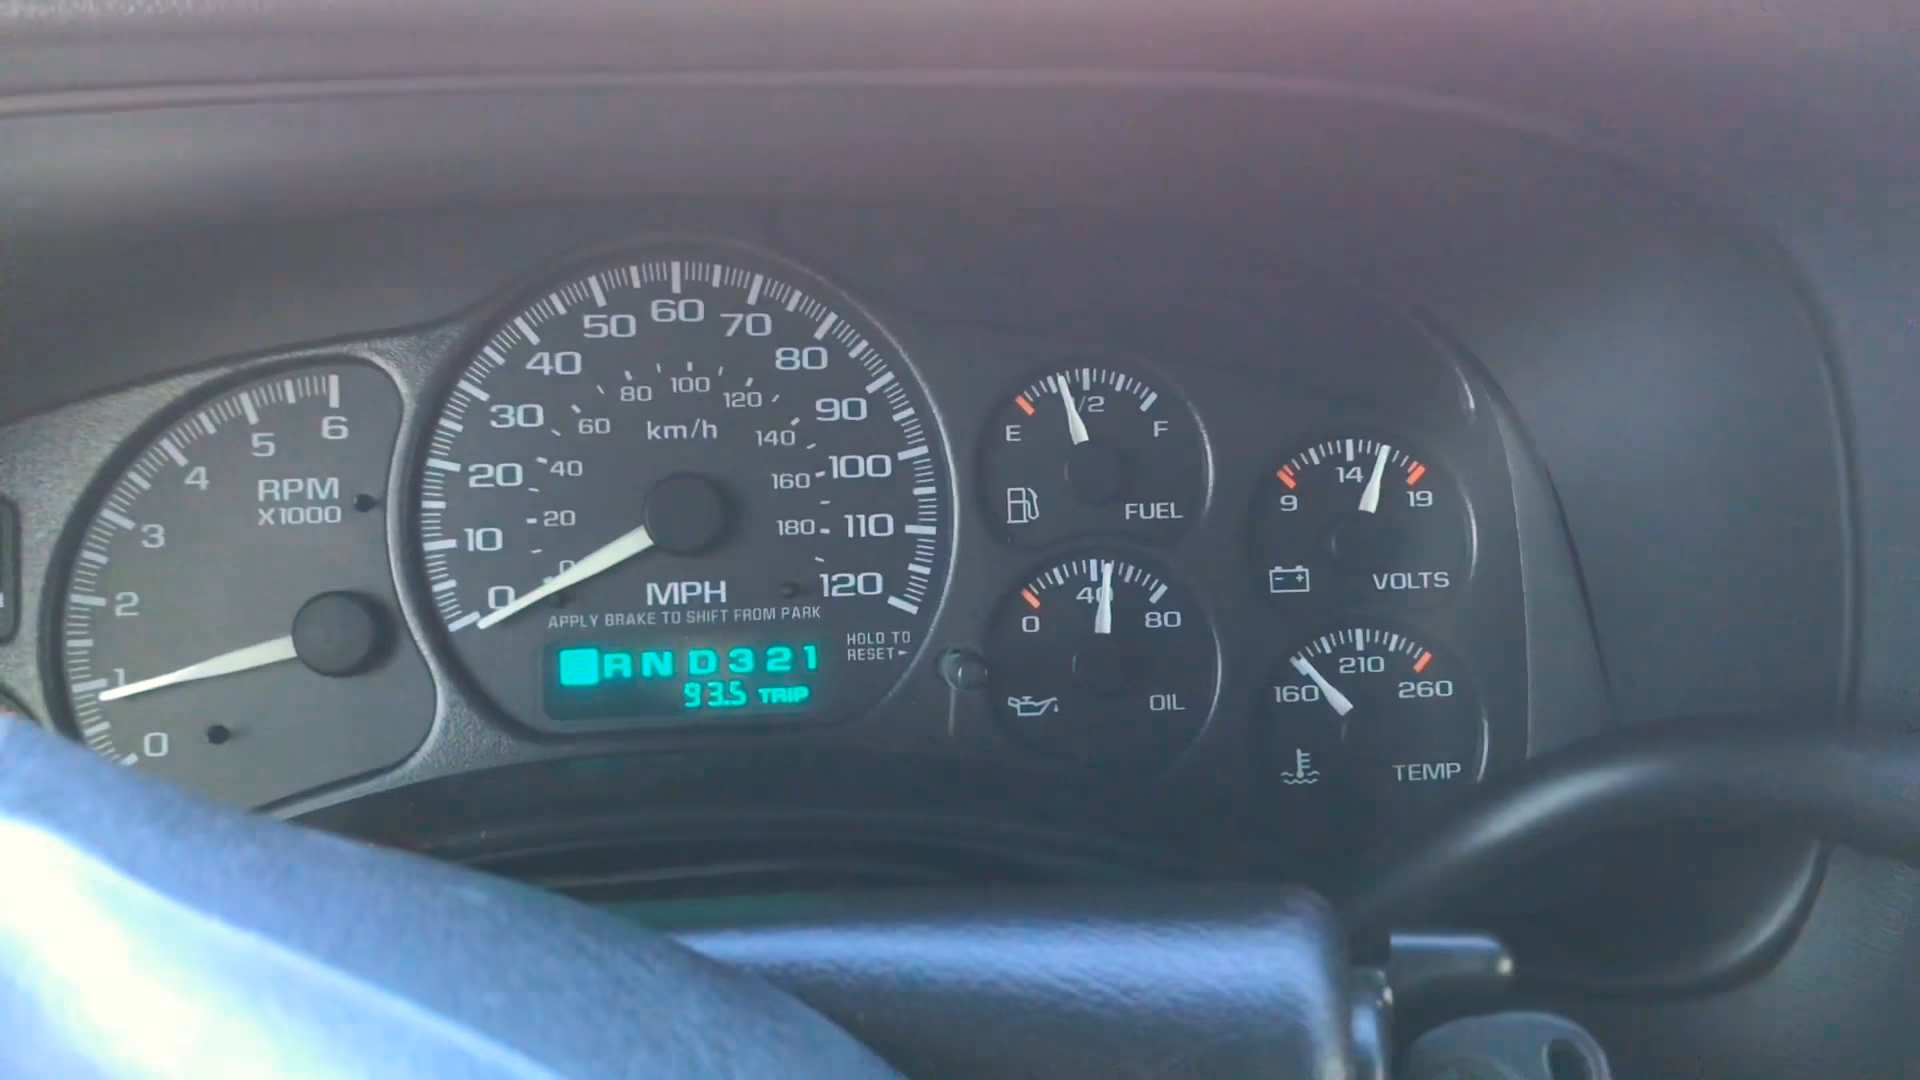 0
1
2
3
4
5
6
RPM
X1000
0
10
20
30
40
50
60
70
80
90
100
110
120
0
20
40
60
80
100
120
140
160
180
km/h
MPH
APPLY BRAKE TO SHIFT FROM PARK
P R N D 3 2 1
93.5 TRIP
HOLD TO
RESET
E
1/2
F
FUEL
0
40
80
OIL
9
14
19
VOLTS
160
210
260
TEMP